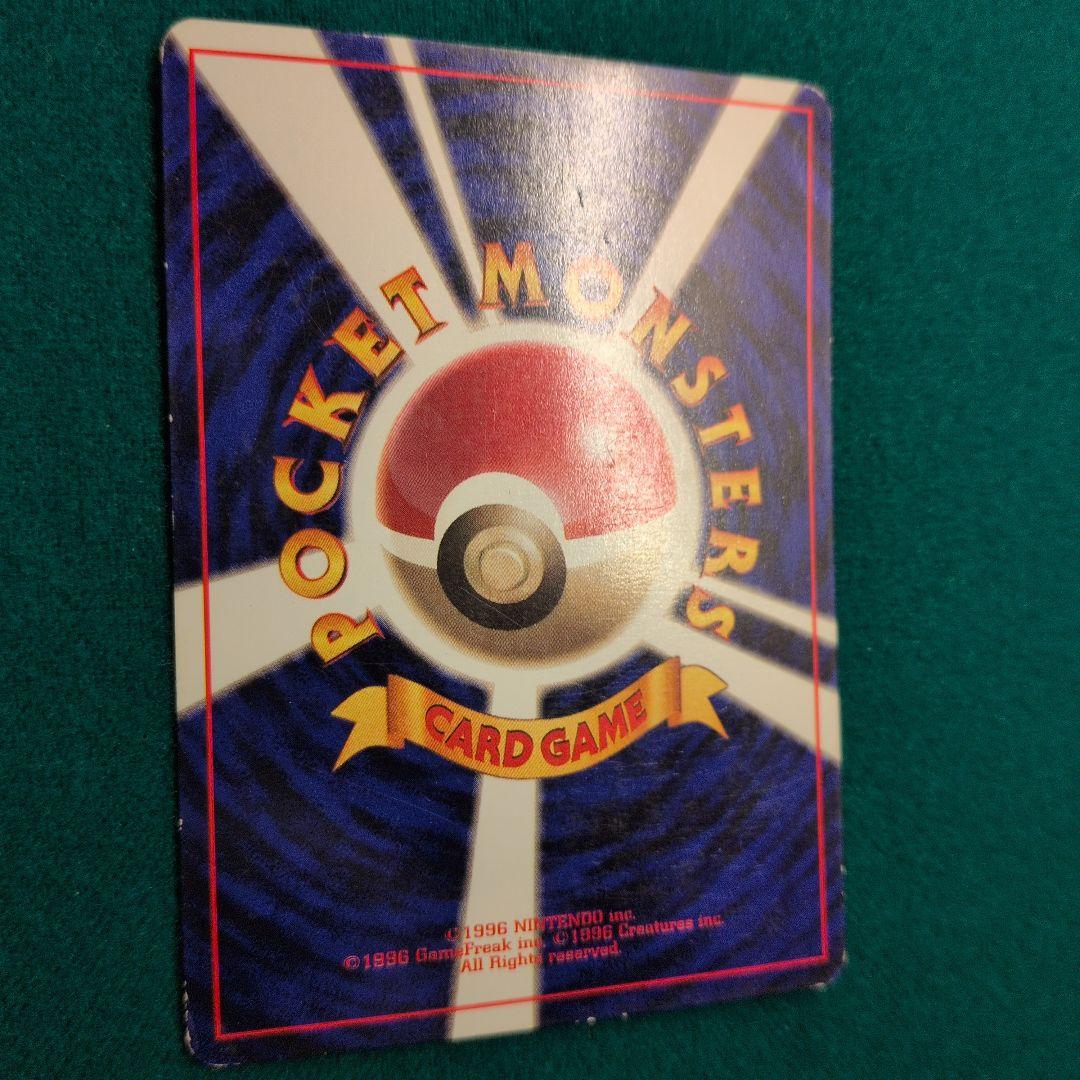 POCKET MONSTERS
CARD GAME
©1996 NINTENDO inc.
©1996 GameFreak inc. ©1996 Creatures inc.
All Rights reserved.